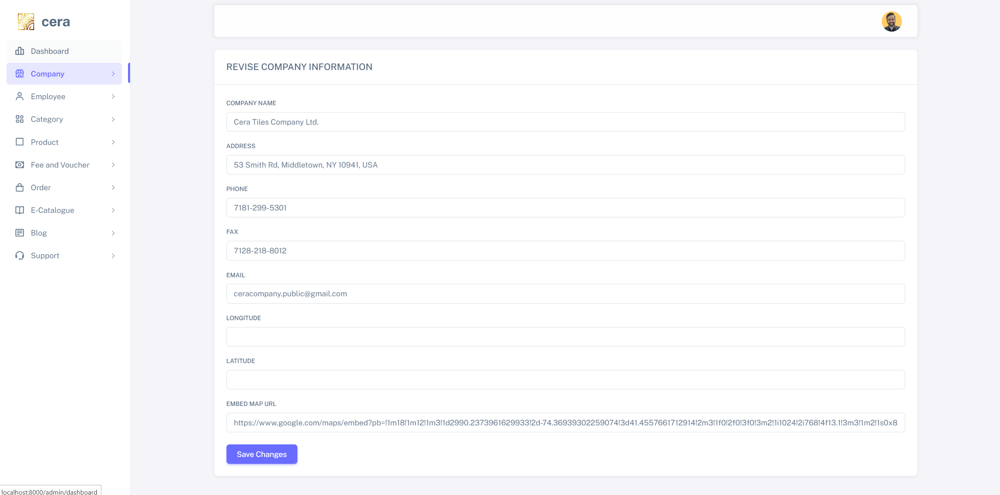 cera
Dashboard
Company
Employee
Category
Product
Fee and Voucher
Order
E-Catalogue
Blog
Support
REVISE COMPANY INFORMATION
COMPANY NAME
Cera Tiles Company Ltd.
ADDRESS
53 Smith Rd, Middletown, NY 10941, USA
PHONE
7181-299-5301
FAX
7128-218-8012
EMAIL
ceracompany.public@gmail.com
LONGITUDE
LATITUDE
EMBED MAP URL
https://www.google.com/maps/embed?pb=!1m18!1m12!1m3!1d2990.2373961629933!2d-74.36939302259074!3d41.4557661712914!2m3!1f0!2f0!3f0!3m2!1i1024!2i768!4f13.1!3m3!1m2!1s0x8
Save Changes
localhost:8000/admin/dashboard